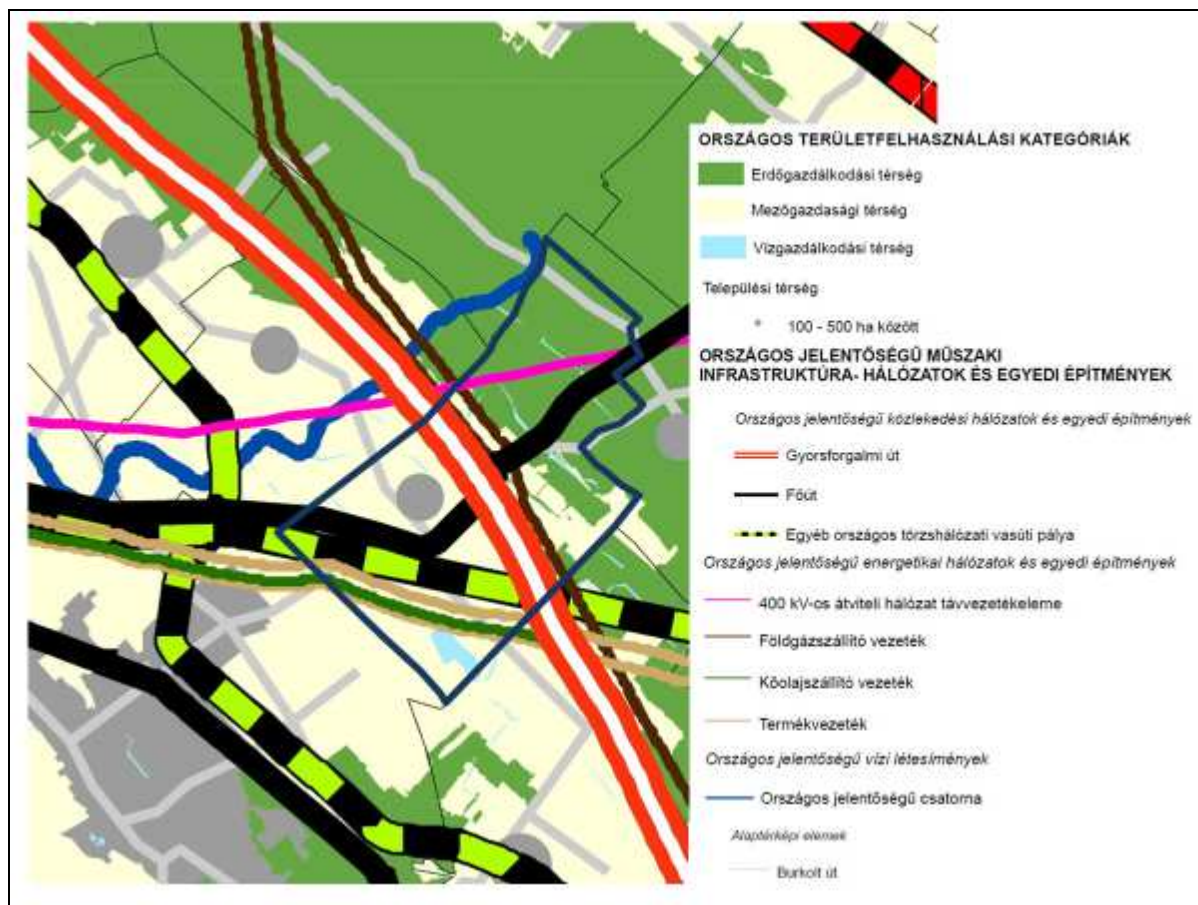 ORSZÁGOS TERÜLETFELHASZNÁLÁSI KATEGÓRIÁK
Erdőgazdálkodási térség
Mezőgazdasági térség
Vízgazdálkodási térség
Települési térség
100 - 500 ha között
ORSZÁGOS JELENTŐSÉGŰ MŰSZAKI
INFRASTRUKTÚRA- HÁLÓZATOK ÉS EGYEDI ÉPÍTMÉNYEK
Országos jelentőségű közlekedési hálózatok és egyedi építmények
Gyorsforgalmi út
Főút
Egyéb országos törzshálózati vasúti pálya
Országos jelentőségű energetikai hálózatok és egyedi építmények
400 kV-os átviteli hálózat távvezetékeleme
Földgázszállító vezeték
Kőolajszállító vezeték
Termékvezeték
Országos jelentőségű vízi létesítmények
Országos jelentőségű csatorna
Alaptérképi elemek
Burkolt út